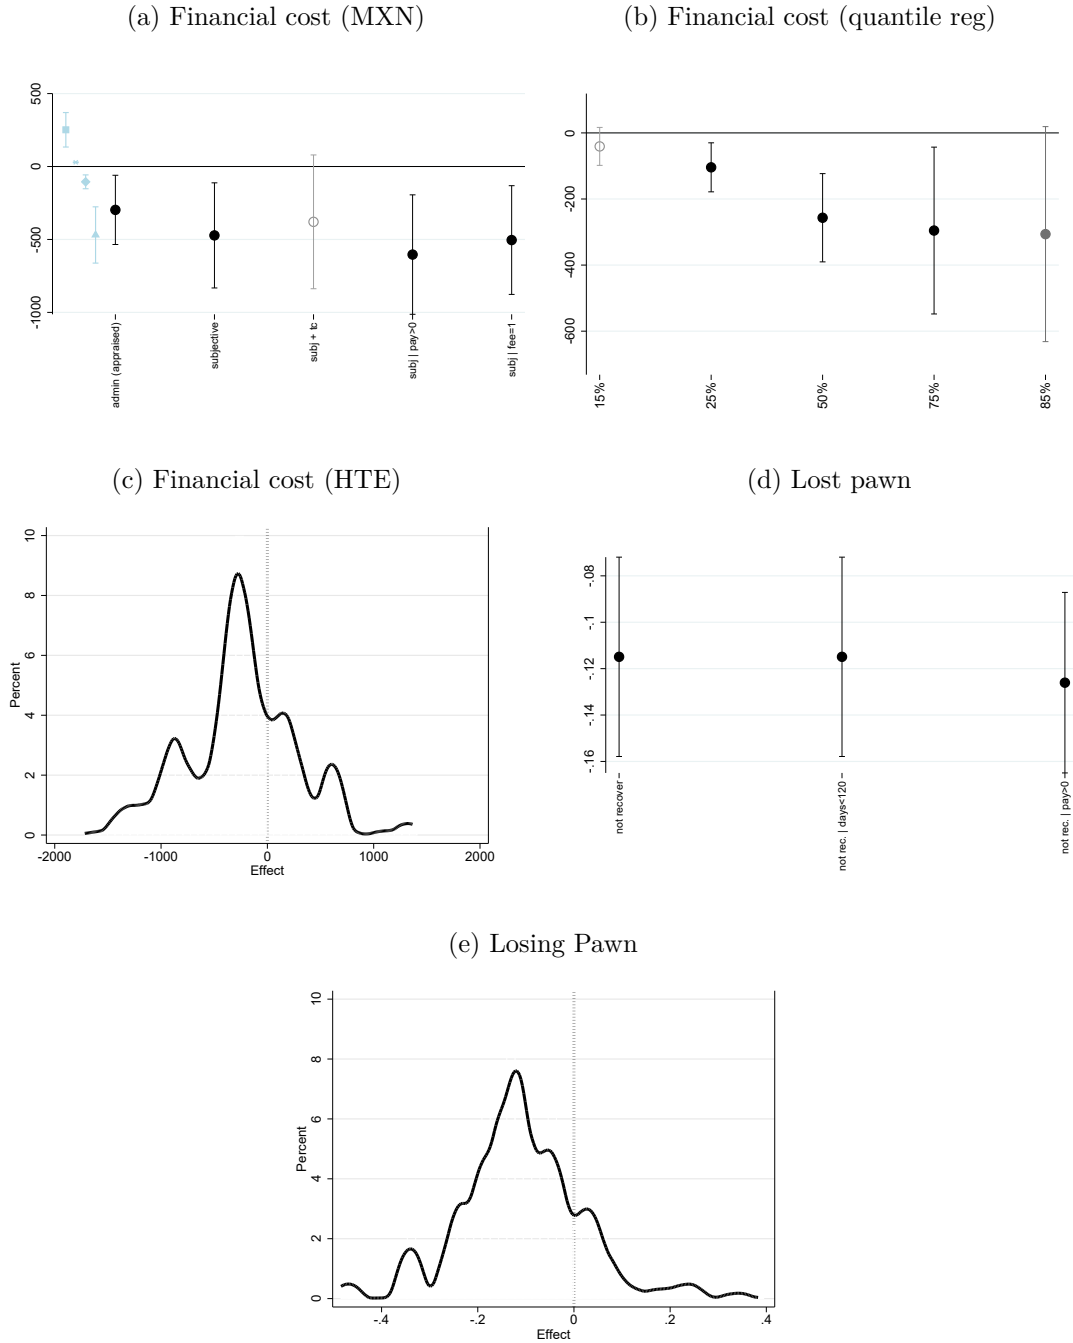 (a) Financial cost (MXN)
500
0
-500
-1000
admin (appraised)
subjective
subj + tc
subj | pay>0
subj | fee=1
(b) Financial cost (quantile reg)
0
-200
-400
-600
15%
25%
50%
75%
85%
(c) Financial cost (HTE)
Percent
10
8
6
4
2
0
-2000 -1000 0 1000 2000
Effect
(d) Lost pawn
-.08
-.1
-.12
-.14
-.16
not recover
not rec. | days<120
not rec. | pay>0
(e) Losing Pawn
Percent
10
8
6
4
2
0
-.4 -.2 0 .2 .4
Effect